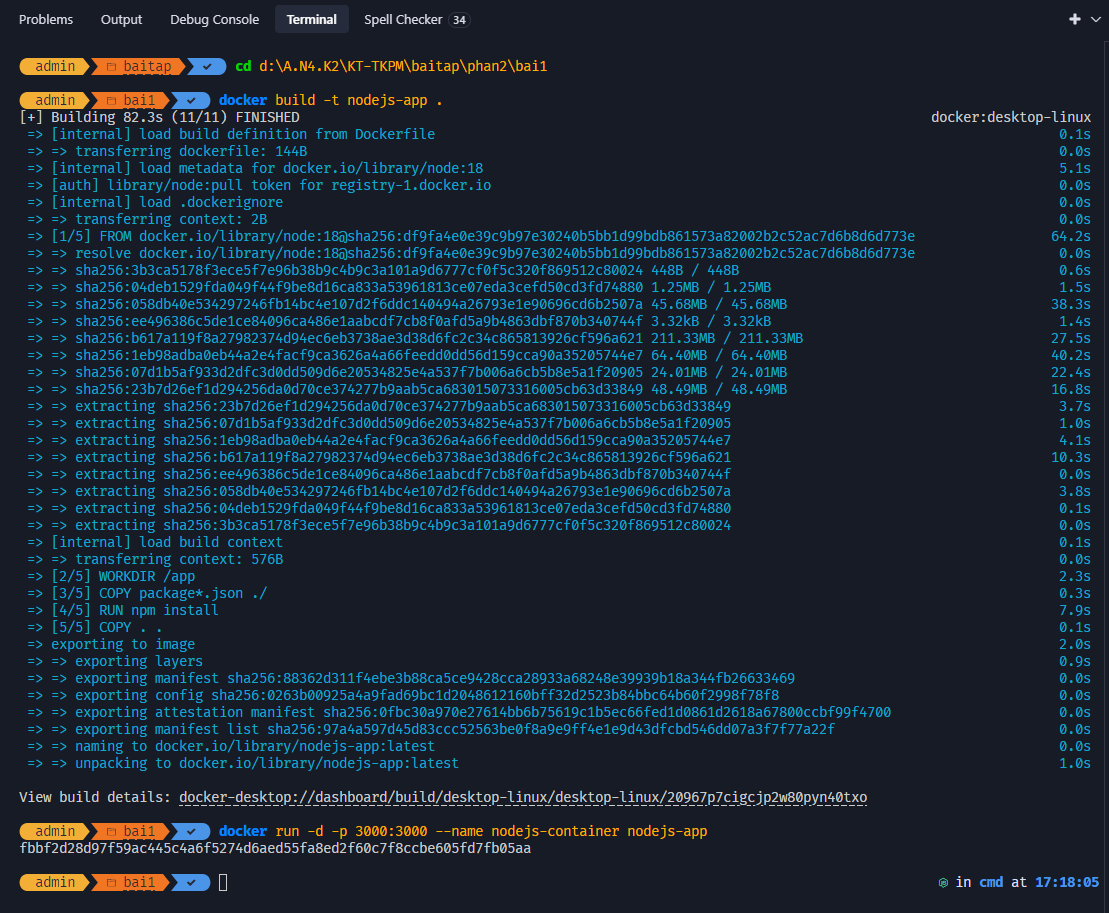 Problems Output Debug Console Terminal Spell Checker 34
admin baitap cd d:\A.N4.K2\KT-TKPM\baitap\phan2\bai1
admin bai1 docker build -t nodejs-app .
[+] Building 82.3s (11/11) FINISHED docker:desktop-linux
=> [internal] load build definition from Dockerfile 0.1s
=> => transferring dockerfile: 144B 0.0s
=> [internal] load metadata for docker.io/library/node:18 5.1s
=> [auth] library/node:pull token for registry-1.docker.io 0.0s
=> [internal] load .dockerignore 0.0s
=> => transferring context: 2B 0.0s
=> [1/5] FROM docker.io/library/node:18@sha256:df9fa4e0e39c9b97e30240b5bb1d99bdb861573a82002b2c52ac7d6b8d6d773e 64.2s
=> => resolve docker.io/library/node:18@sha256:df9fa4e0e39c9b97e30240b5bb1d99bdb861573a82002b2c52ac7d6b8d6d773e 0.0s
=> => sha256:3b3ca5178f3ece5f7e96b38b9c4b9c3a101a9d6777cf0f5c320f869512c80024 448B / 448B 0.6s
=> => sha256:04deb1529fda049f44f9be8d16ca833a53961813ce07eda3cefd50cd3fd74880 1.25MB / 1.25MB 1.5s
=> => sha256:058db40e534297246fb14bc4e107d2f6ddc140494a26793e1e90696cd6b2507a 45.68MB / 45.68MB 38.3s
=> => sha256:ee496386c5de1ce84096ca486e1aabcdf7cb8f0afd5a9b4863dbf870b340744f 3.32kB / 3.32kB 1.4s
=> => sha256:b617a119f8a27982374d94ec6eb3738ae3d38d6fc2c34c865813926cf596a621 211.33MB / 211.33MB 27.5s
=> => sha256:1eb98adba0eb44a2e4facf9ca3626a4a66feedd0dd56d159cca90a35205744e7 64.40MB / 64.40MB 40.2s
=> => sha256:07d1b5af933d2dfc3d0dd509d6e20534825e4a537f7b006a6cb5b8e5a1f20905 24.01MB / 24.01MB 22.4s
=> => sha256:23b7d26ef1d294256da0d70ce374277b9aab5ca683015073316005cb63d33849 48.49MB / 48.49MB 16.8s
=> => extracting sha256:23b7d26ef1d294256da0d70ce374277b9aab5ca683015073316005cb63d33849 3.7s
=> => extracting sha256:07d1b5af933d2dfc3d0dd509d6e20534825e4a537f7b006a6cb5b8e5a1f20905 1.0s
=> => extracting sha256:1eb98adba0eb44a2e4facf9ca3626a4a66feedd0dd56d159cca90a35205744e7 4.1s
=> => extracting sha256:b617a119f8a27982374d94ec6eb3738ae3d38d6fc2c34c865813926cf596a621 10.3s
=> => extracting sha256:ee496386c5de1ce84096ca486e1aabcdf7cb8f0afd5a9b4863dbf870b340744f 0.0s
=> => extracting sha256:058db40e534297246fb14bc4e107d2f6ddc140494a26793e1e90696cd6b2507a 3.8s
=> => extracting sha256:04deb1529fda049f44f9be8d16ca833a53961813ce07eda3cefd50cd3fd74880 0.1s
=> => extracting sha256:3b3ca5178f3ece5f7e96b38b9c4b9c3a101a9d6777cf0f5c320f869512c80024 0.0s
=> [internal] load build context 0.1s
=> => transferring context: 576B 0.0s
=> [2/5] WORKDIR /app 2.3s
=> [3/5] COPY package*.json ./ 0.3s
=> [4/5] RUN npm install 7.9s
=> [5/5] COPY . . 0.1s
=> exporting to image 2.0s
=> => exporting layers 0.9s
=> => exporting manifest sha256:88362d311f4ebe3b88ca5ce9428cca28933a68248e39939b18a344fb26633469 0.0s
=> => exporting config sha256:0263b00925a4a9fad69bc1d2048612160bff32d2523b84bbc64b60f2998f78f8 0.0s
=> => exporting attestation manifest sha256:0fbc30a970e27614bb6b75619c1b5ec66fed1d0861d2618a67800ccbf99f4700 0.0s
=> => exporting manifest list sha256:97a4a597d45d83ccc52563be0f8a9e9ff4e1e9d43dfcbd546dd07a3f7f77a22f 0.0s
=> => naming to docker.io/library/nodejs-app:latest 0.0s
=> => unpacking to docker.io/library/nodejs-app:latest 1.0s
View build details: docker-desktop://dashboard/build/desktop-linux/desktop-linux/20967p7cigcjp2w80pyn40txo
admin bai1 docker run -d -p 3000:3000 --name nodejs-container nodejs-app
fbbf2d28d97f59ac445c4a6f5274d6aed55fa8ed2f60c7f8ccbe605fd7fb05aa
admin bai1 in cmd at 17:18:05